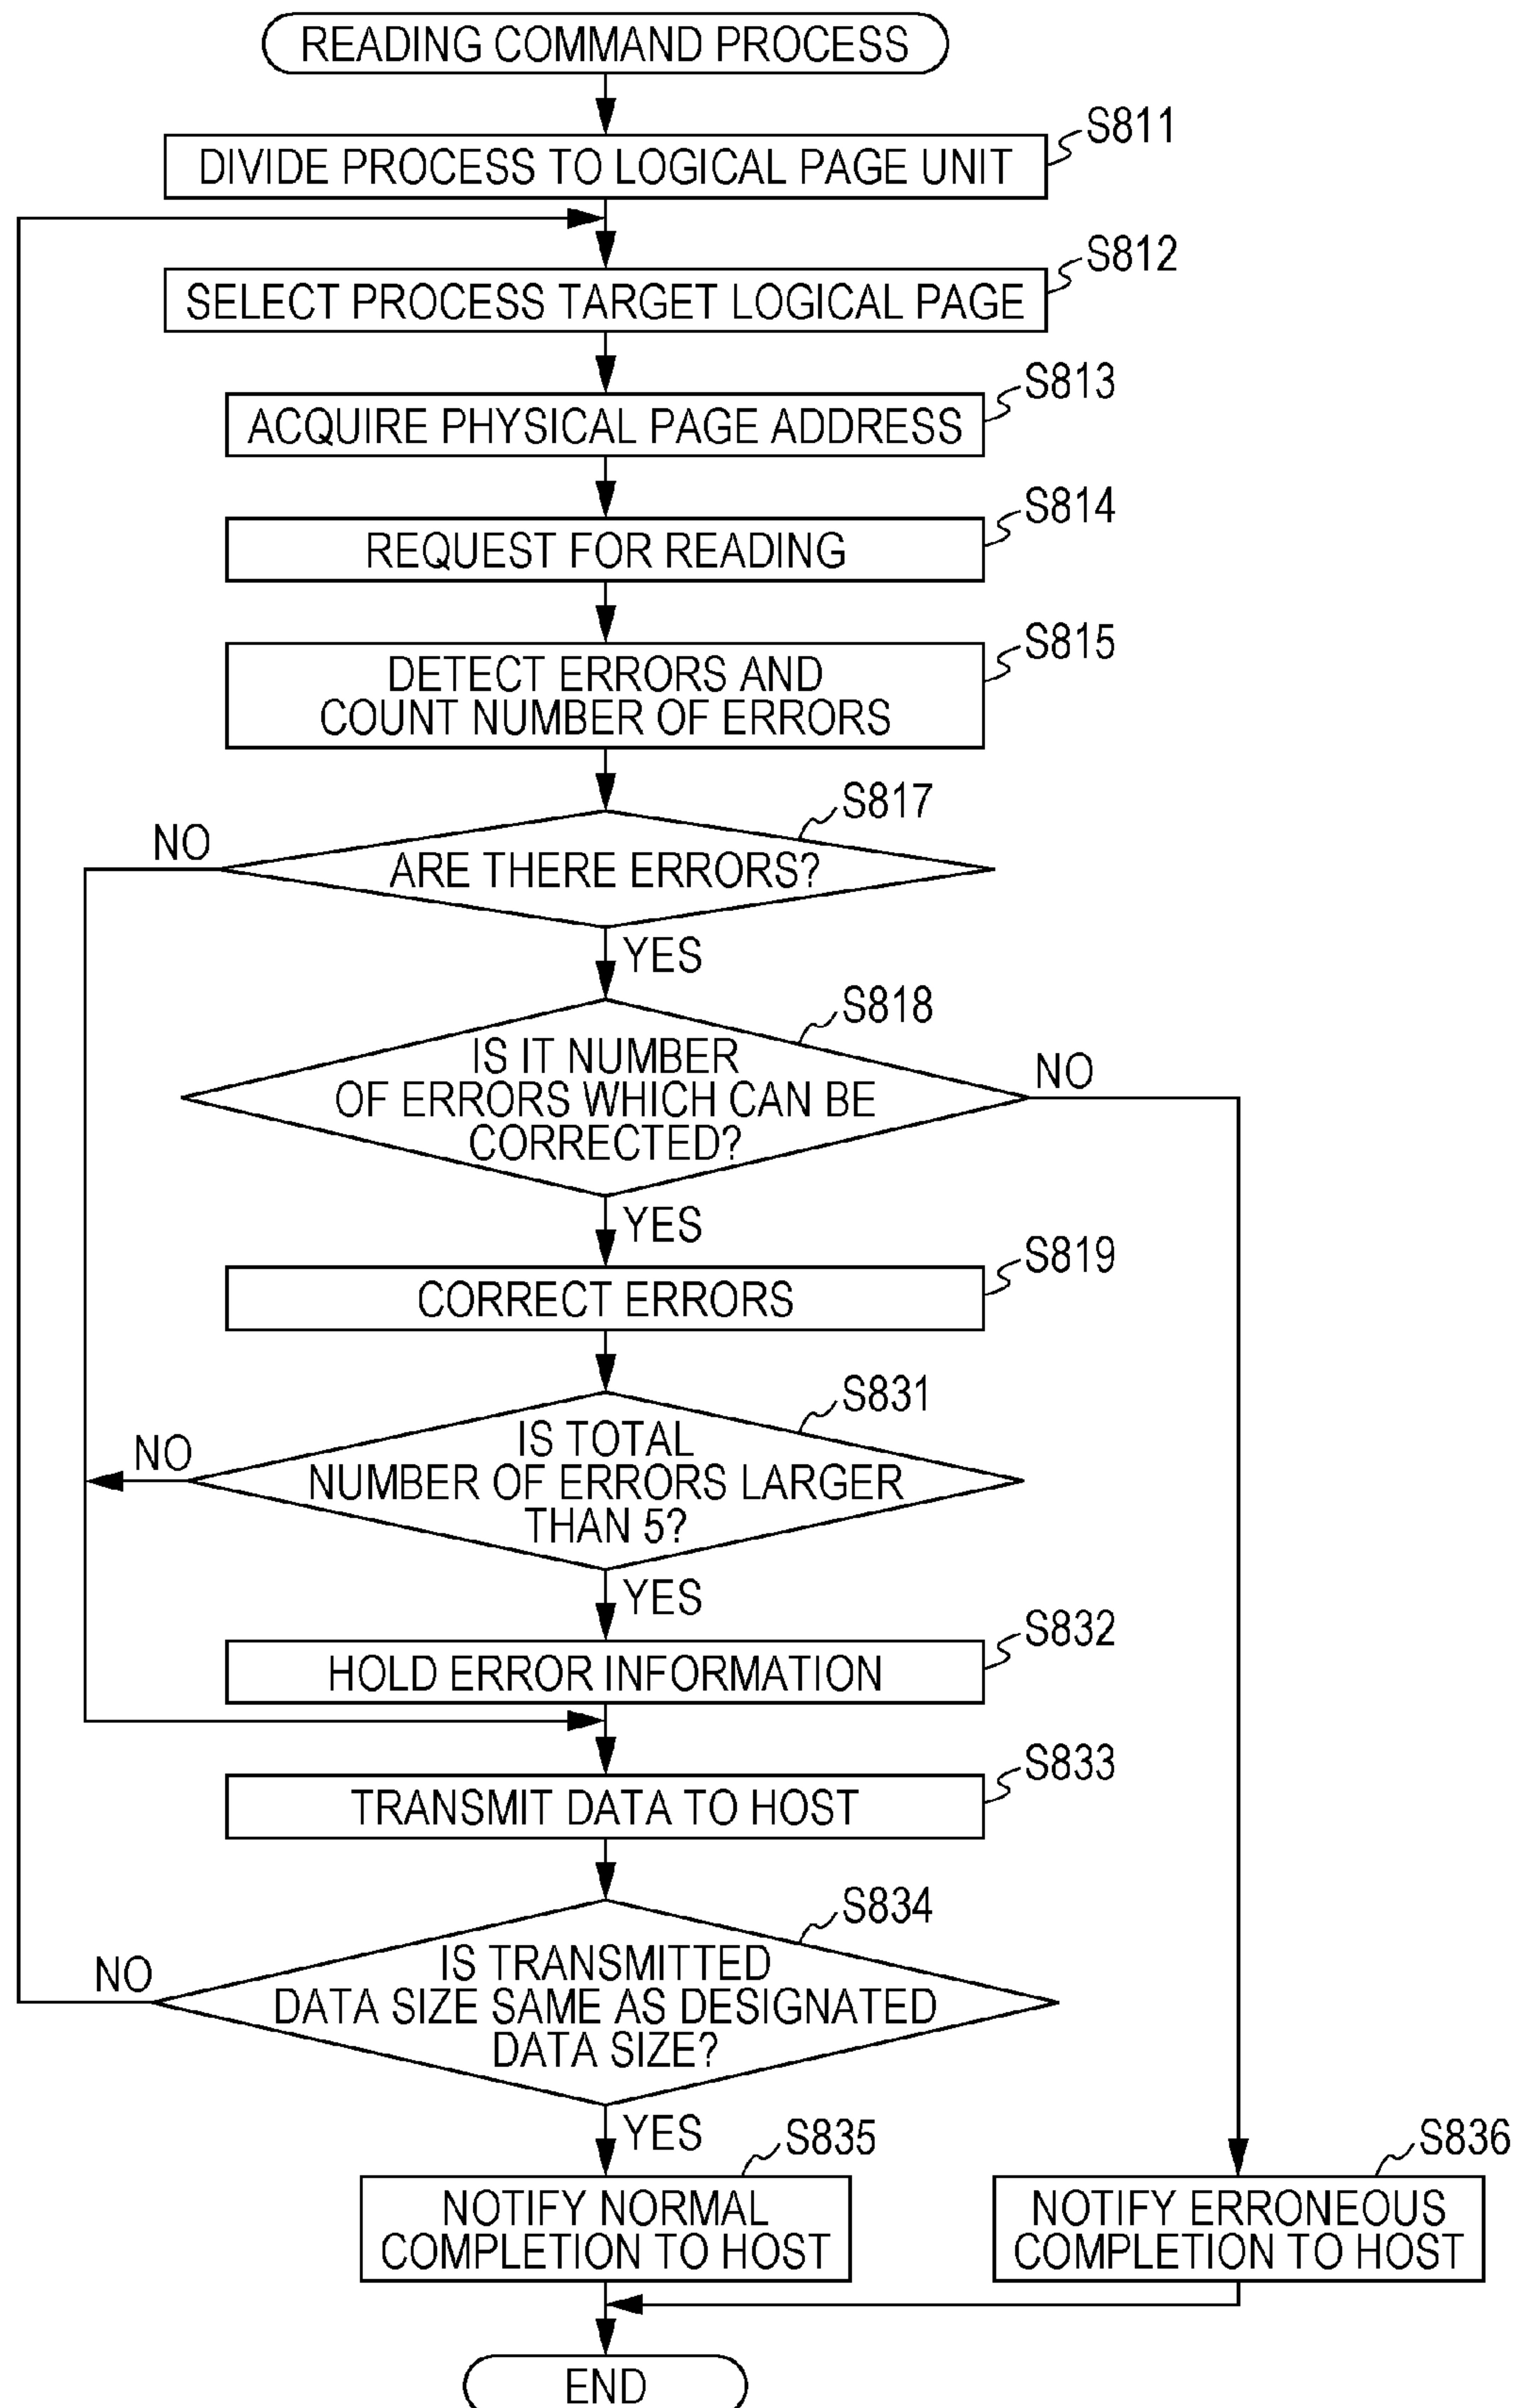 READING COMMAND PROCESS
S811
DIVIDE PROCESS TO LOGICAL PAGE UNIT
S812
SELECT PROCESS TARGET LOGICAL PAGE
S813
ACQUIRE PHYSICAL PAGE ADDRESS
S814
REQUEST FOR READING
S815
DETECT ERRORS AND
COUNT NUMBER OF ERRORS
S817
NO
ARE THERE ERRORS?
YES
S818
IS IT NUMBER
OF ERRORS WHICH CAN BE
CORRECTED?
NO
YES
S819
CORRECT ERRORS
S831
NO
IS TOTAL
NUMBER OF ERRORS LARGER
THAN 5?
YES
S832
HOLD ERROR INFORMATION
S833
TRANSMIT DATA TO HOST
S834
NO
IS TRANSMITTED
DATA SIZE SAME AS DESIGNATED
DATA SIZE?
YES
S835
NOTIFY NORMAL
COMPLETION TO HOST
S836
NOTIFY ERRONEOUS
COMPLETION TO HOST
END